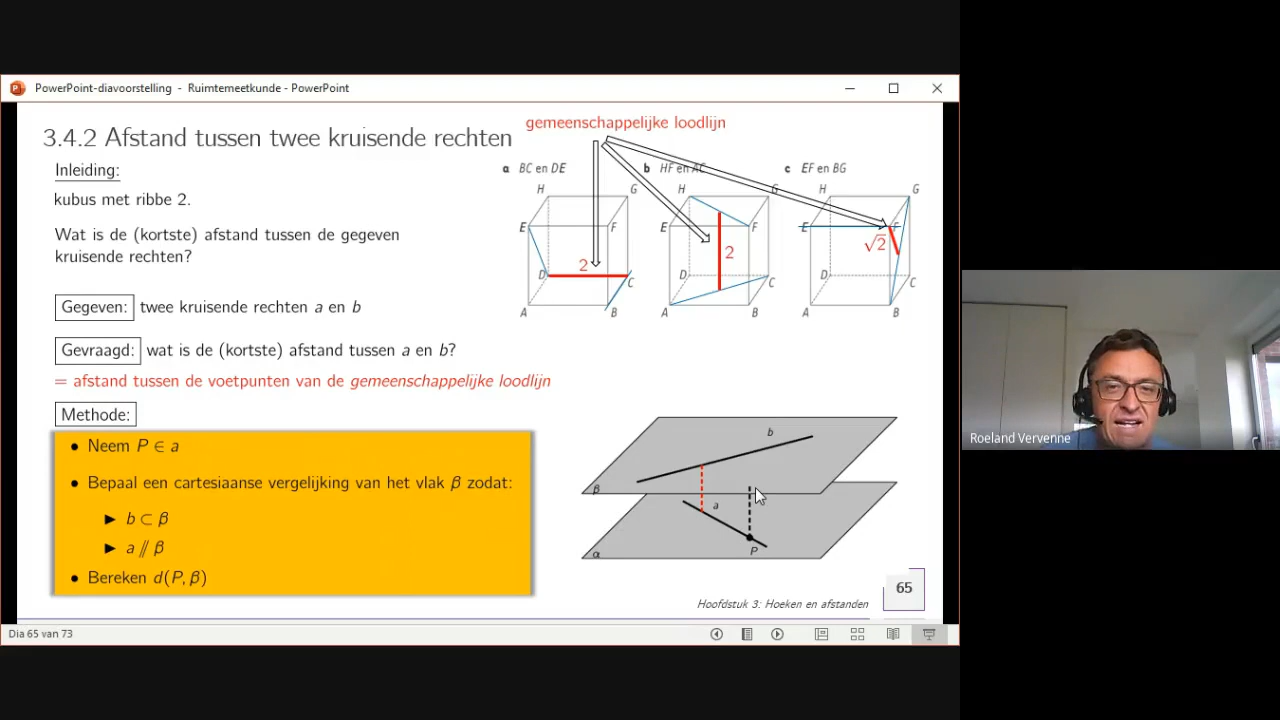 PowerPoint-diavoorstelling - Ruimtemeetkunde - PowerPoint
3.4.2 Afstand tussen twee kruisende rechten
gemeenschappelijke loodlijn
Inleiding:
kubus met ribbe 2.
Wat is de (kortste) afstand tussen de gegeven
kruisende rechten?
a BC en DE
H G
E F
D 2 C
A B
b HF en AC
H G
E F
D 2 C
A B
c EF en BG
H G
E F
√2
D C
A B
Gegeven: twee kruisende rechten a en b
Gevraagd: wat is de (kortste) afstand tussen a en b?
= afstand tussen de voetpunten van de gemeenschappelijke loodlijn
Methode:
• Neem P ∈ a
• Bepaal een cartesiaanse vergelijking van het vlak β zodat:
▶ b ⊂ β
▶ a ∥ β
• Bereken d(P, β)
b
β
a
P
α
65
Hoofdstuk 3: Hoeken en afstanden
Dia 65 van 73
Roeland Vervenne